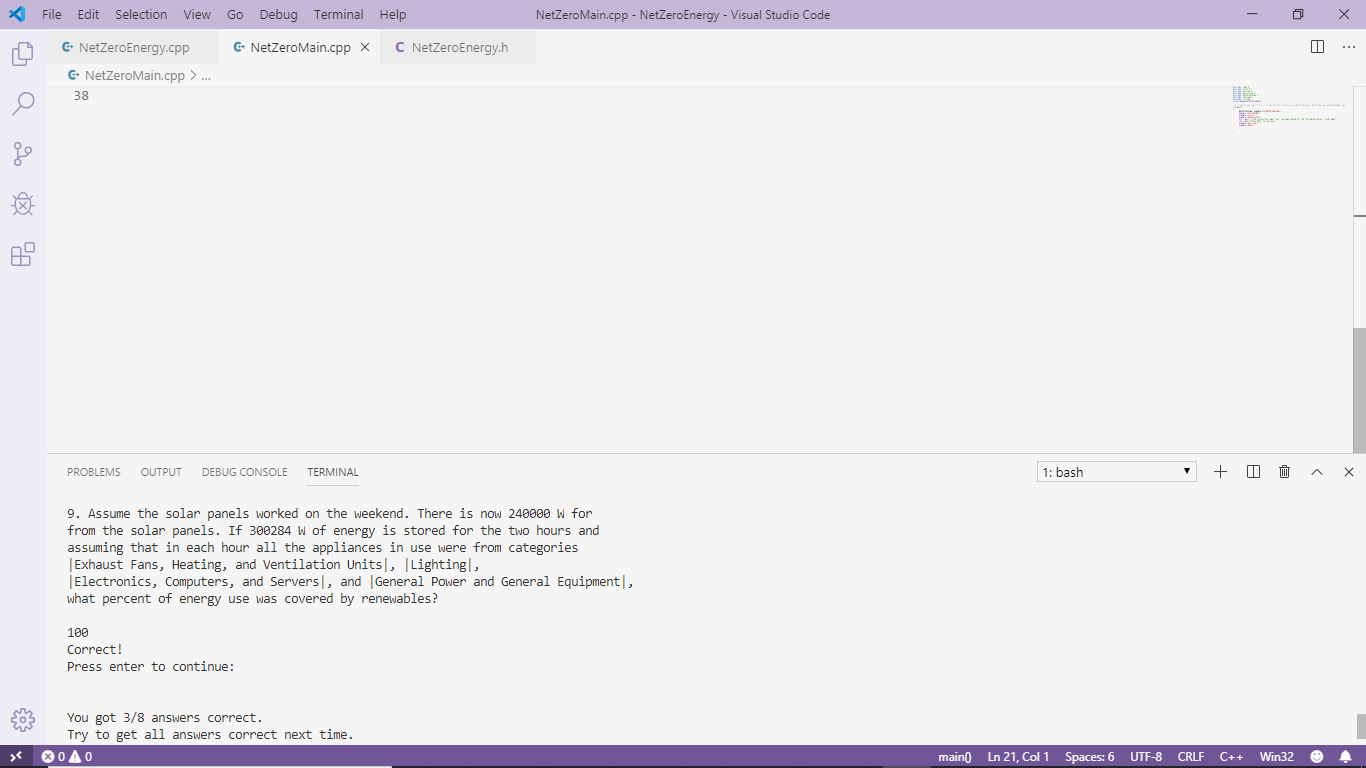 File Edit Selection View Go Debug Terminal Help NetZeroMain.cpp - NetZeroEnergy - Visual Studio Code
NetZeroEnergy.cpp NetZeroMain.cpp NetZeroEnergy.h
NetZeroMain.cpp > ...
38
PROBLEMS OUTPUT DEBUG CONSOLE TERMINAL 1: bash
9. Assume the solar panels worked on the weekend. There is now 240000 W for
from the solar panels. If 300284 W of energy is stored for the two hours and
assuming that in each hour all the appliances in use were from categories
|Exhaust Fans, Heating, and Ventilation Units|, |Lighting|,
|Electronics, Computers, and Servers|, and |General Power and General Equipment|,
what percent of energy use was covered by renewables?
100
Correct!
Press enter to continue:
You got 3/8 answers correct.
Try to get all answers correct next time.
0 0 main() Ln 21, Col 1 Spaces: 6 UTF-8 CRLF C++ Win32